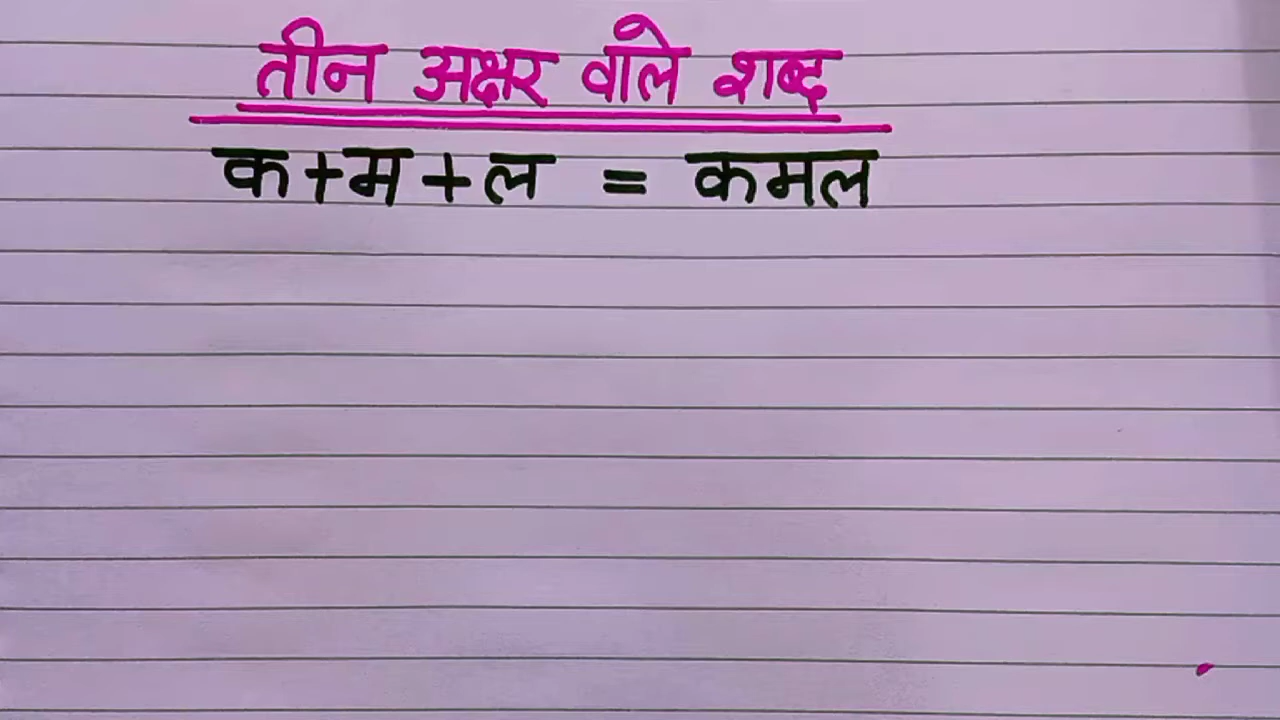 तीन अक्षर वाले शब्द
क+म+ल = कमल